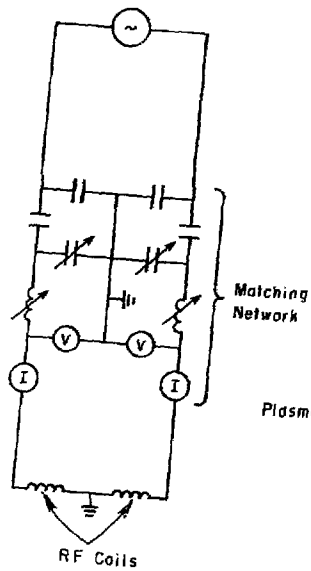 ~
Matching
Network
V V
I I
Plasm
RF Coils